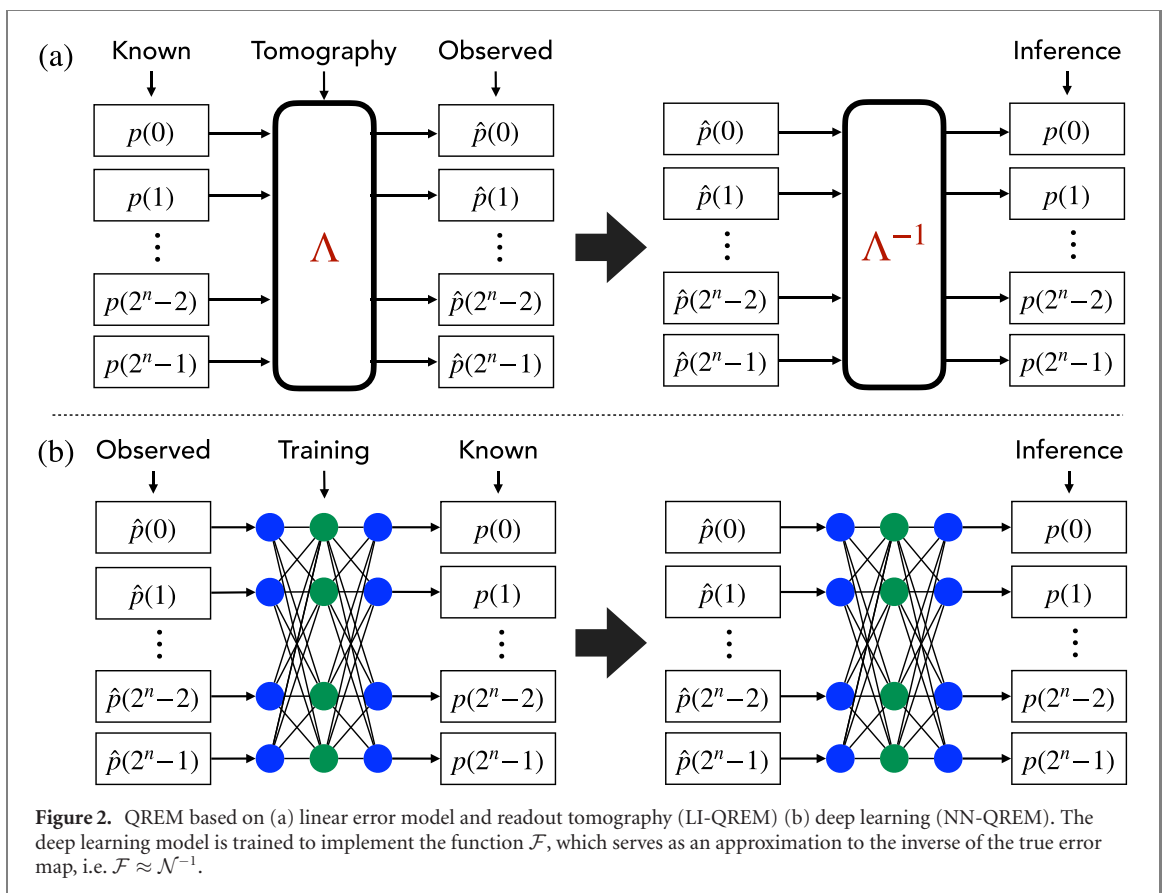 (a)
Known Tomography Observed Inference
p(0) p̂(0) p̂(0) p(0)
p(1) p̂(1) p̂(1) p(1)
⋮ Λ ⋮ ⋮ Λ⁻¹ ⋮
p(2ⁿ−2) p̂(2ⁿ−2) p̂(2ⁿ−2) p(2ⁿ−2)
p(2ⁿ−1) p̂(2ⁿ−1) p̂(2ⁿ−1) p(2ⁿ−1)
(b)
Observed Training Known Inference
p̂(0) p(0) p̂(0) p(0)
p̂(1) p(1) p̂(1) p(1)
⋮ ⋮ ⋮ ⋮
p̂(2ⁿ−2) p(2ⁿ−2) p̂(2ⁿ−2) p(2ⁿ−2)
p̂(2ⁿ−1) p(2ⁿ−1) p̂(2ⁿ−1) p(2ⁿ−1)
Figure 2. QREM based on (a) linear error model and readout tomography (LI-QREM) (b) deep learning (NN-QREM). The
deep learning model is trained to implement the function ℱ, which serves as an approximation to the inverse of the true error
map, i.e. ℱ ≈ 𝒩⁻¹.